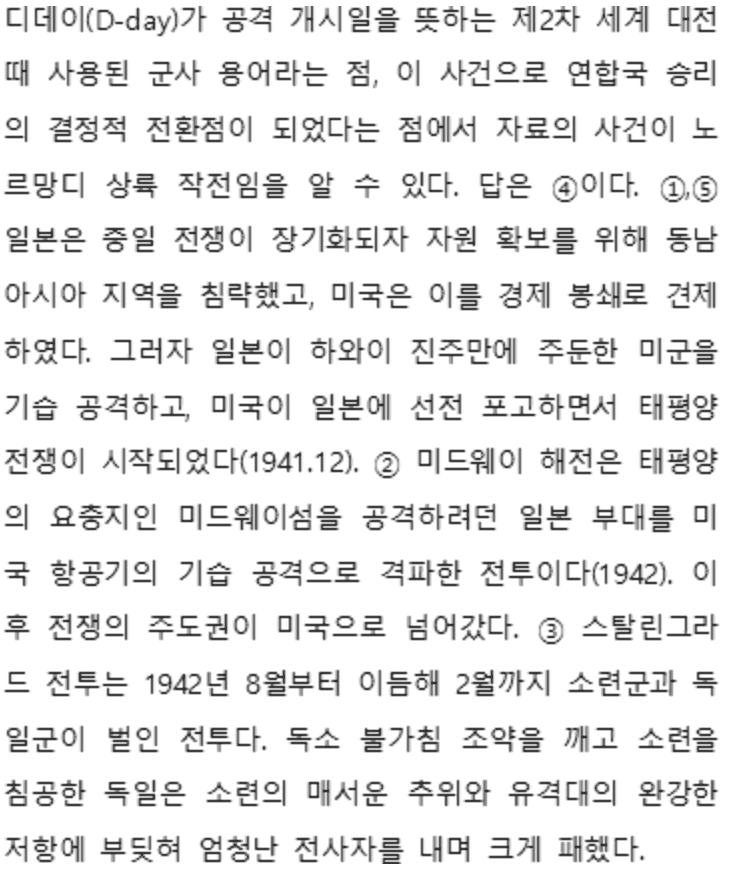 디데이(D-day)가 공격 개시일을 뜻하는 제2차 세계 대전
때 사용된 군사 용어라는 점, 이 사건으로 연합국 승리
의 결정적 전환점이 되었다는 점에서 자료의 사건이 노
르망디 상륙 작전임을 알 수 있다. 답은 ④이다. ①,⑤
일본은 중일 전쟁이 장기화되자 자원 확보를 위해 동남
아시아 지역을 침략했고, 미국은 이를 경제 봉쇄로 견제
하였다. 그러자 일본이 하와이 진주만에 주둔한 미군을
기습 공격하고, 미국이 일본에 선전 포고하면서 태평양
전쟁이 시작되었다(1941.12). ② 미드웨이 해전은 태평양
의 요충지인 미드웨이섬을 공격하려던 일본 부대를 미
국 항공기의 기습 공격으로 격파한 전투이다(1942). 이
후 전쟁의 주도권이 미국으로 넘어갔다. ③ 스탈린그라
드 전투는 1942년 8월부터 이듬해 2월까지 소련군과 독
일군이 벌인 전투다. 독소 불가침 조약을 깨고 소련을
침공한 독일은 소련의 매서운 추위와 유격대의 완강한
저항에 부딪혀 엄청난 전사자를 내며 크게 패했다.